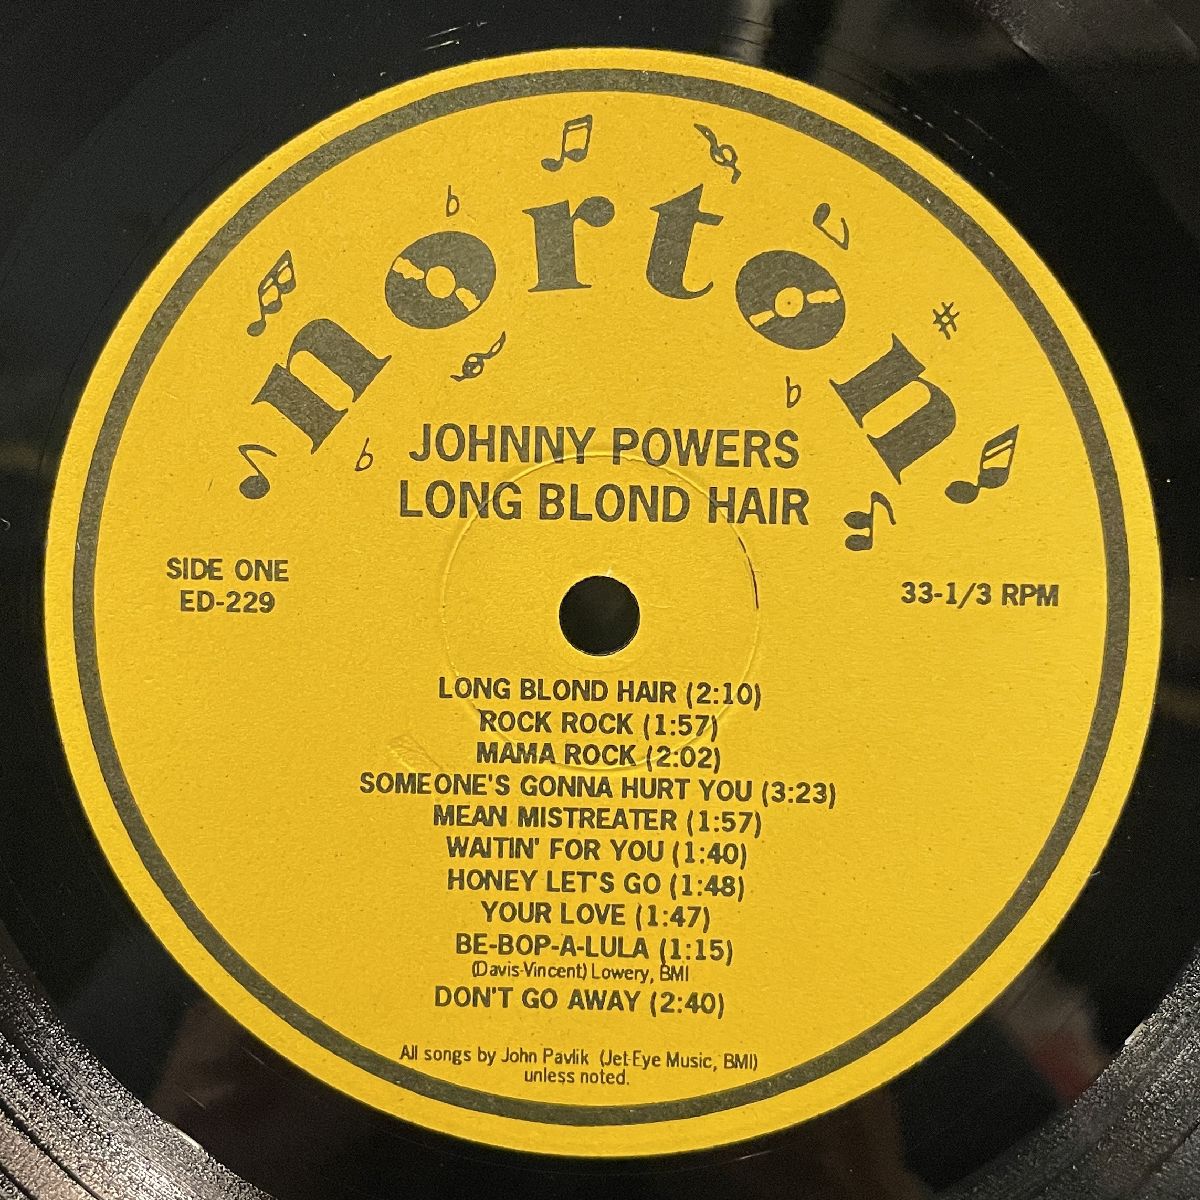 norton
JOHNNY POWERS
LONG BLOND HAIR
SIDE ONE
ED-229
33-1/3 RPM
LONG BLOND HAIR (2:10)
ROCK ROCK (1:57)
MAMA ROCK (2:02)
SOMEONE'S GONNA HURT YOU (3:23)
MEAN MISTREATER (1:57)
WAITIN' FOR YOU (1:40)
HONEY LET'S GO (1:48)
YOUR LOVE (1:47)
BE-BOP-A-LULA (1:15)
(Davis-Vincent) Lowery, BMI
DON'T GO AWAY (2:40)
All songs by John Pavlik (Jet-Eye Music, BMI)
unless noted.